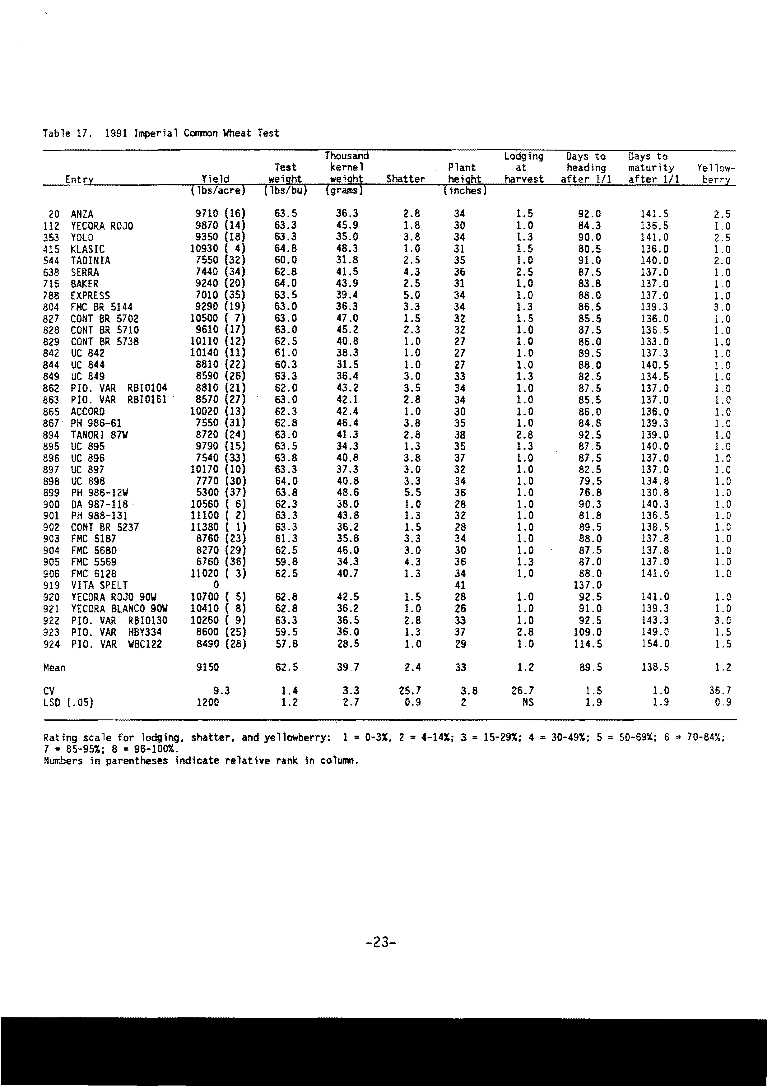 Table 17. 1991 Imperial Common Wheat Test
Thousand Lodging Days to Days to
Test kernel Plant at heading maturity Yellow-
Entry Yield weight weight Shatter height harvest after 1/1 after 1/1 berry
(lbs/acre) (lbs/bu) (grams) (inches)
20 ANZA 9710 (16) 63.5 36.3 2.8 34 1.5 92.0 141.5 2.5
112 YECORA ROJO 9870 (14) 63.3 45.9 1.8 30 1.0 84.3 136.5 1.0
353 YOLO 9350 (18) 63.3 35.0 3.8 34 1.3 90.0 141.0 2.5
415 KLASIC 10930 ( 4) 64.8 48.3 1.0 31 1.5 80.5 136.0 1.0
544 TADINIA 7550 (32) 60.0 31.8 2.5 35 1.0 91.0 140.0 2.0
638 SERRA 7440 (34) 62.8 41.5 4.3 36 2.5 87.5 137.0 1.0
715 BAKER 9240 (20) 64.0 43.9 2.5 31 1.0 83.8 137.0 1.0
788 EXPRESS 7010 (35) 63.5 39.4 5.0 34 1.0 88.0 137.0 1.0
804 FMC BR 5144 9290 (19) 63.0 36.3 3.3 34 1.3 86.5 139.3 3.0
827 CONT BR 5702 10500 ( 7) 63.0 47.0 1.5 32 1.5 85.5 136.0 1.0
828 CONT BR 5710 9610 (17) 63.0 45.2 2.3 32 1.0 87.5 136.5 1.0
829 CONT BR 5738 10110 (12) 62.5 40.8 1.0 27 1.0 86.0 133.0 1.0
842 UC 842 10140 (11) 61.0 38.3 1.0 27 1.0 89.5 137.3 1.0
844 UC 844 8810 (22) 60.3 31.5 1.0 27 1.0 88.0 140.5 1.0
849 UC 849 8590 (26) 63.3 36.4 3.0 33 1.3 82.5 134.5 1.0
862 PIO. VAR RBI0104 8810 (21) 62.0 43.2 3.5 34 1.0 87.5 137.0 1.0
863 PIO. VAR RBI0161 8570 (27) 63.0 42.1 2.8 34 1.0 85.5 137.0 1.0
865 ACCORD 10020 (13) 62.3 42.4 1.0 30 1.0 86.0 136.0 1.0
867 PH 986-61 7550 (31) 62.8 46.4 3.8 35 1.0 84.8 139.3 1.0
894 TANORI 87W 8720 (24) 63.0 41.3 2.8 38 2.8 92.5 139.0 1.0
895 UC 895 9790 (15) 63.5 34.3 1.3 35 1.3 87.5 140.0 1.0
896 UC 896 7540 (33) 63.8 40.8 3.8 37 1.0 87.5 137.0 1.0
897 UC 897 10170 (10) 63.3 37.3 3.0 32 1.0 82.5 137.0 1.0
898 UC 898 7770 (30) 64.0 40.8 3.3 34 1.0 79.5 134.8 1.0
899 PH 986-12W 5300 (37) 63.8 48.6 5.5 36 1.0 76.8 130.8 1.0
900 DA 987-118 10560 ( 6) 62.3 38.0 1.0 28 1.0 90.3 140.3 1.0
901 PH 988-131 11100 ( 2) 63.3 43.8 1.3 32 1.0 81.8 136.5 1.0
902 CONT BR 5237 11380 ( 1) 63.3 36.2 1.5 28 1.0 89.5 138.5 1.0
903 FMC 5187 8760 (23) 61.3 35.8 3.3 34 1.0 88.0 137.8 1.0
904 FMC 5680 8270 (29) 62.5 46.0 3.0 30 1.0 87.5 137.8 1.0
905 FMC 5569 6760 (36) 59.8 34.3 4.3 36 1.3 87.0 137.0 1.0
906 FMC 6128 11020 ( 3) 62.5 40.7 1.3 34 1.0 88.0 141.0 1.0
919 VITA SPELT 0 41 137.0
920 YECORA ROJO 90W 10700 ( 5) 62.8 42.5 1.5 28 1.0 92.5 141.0 1.0
921 YECORA BLANCO 90W 10410 ( 8) 62.8 36.2 1.0 26 1.0 91.0 139.3 1.0
922 PIO. VAR RBI0130 10260 ( 9) 63.3 36.5 2.8 33 1.0 92.5 143.3 3.0
923 PIO. VAR HBY334 8600 (25) 59.5 36.0 1.3 37 2.8 109.0 149.0 1.5
924 PIO. VAR WBC122 8490 (28) 57.8 28.5 1.0 29 1.0 114.5 154.0 1.5
Mean 9150 62.5 39.7 2.4 33 1.2 89.5 138.5 1.2
CV 9.3 1.4 3.3 25.7 3.8 26.7 1.5 1.0 36.7
LSD (.05) 1200 1.2 2.7 0.9 2 NS 1.9 1.9 0.9
Rating scale for lodging, shatter, and yellowberry: 1 = 0-3%, 2 = 4-14%; 3 = 15-29%; 4 = 30-49%; 5 = 50-69%; 6 = 70-84%;
7 = 85-95%; 8 = 96-100%.
Numbers in parentheses indicate relative rank in column.
-23-